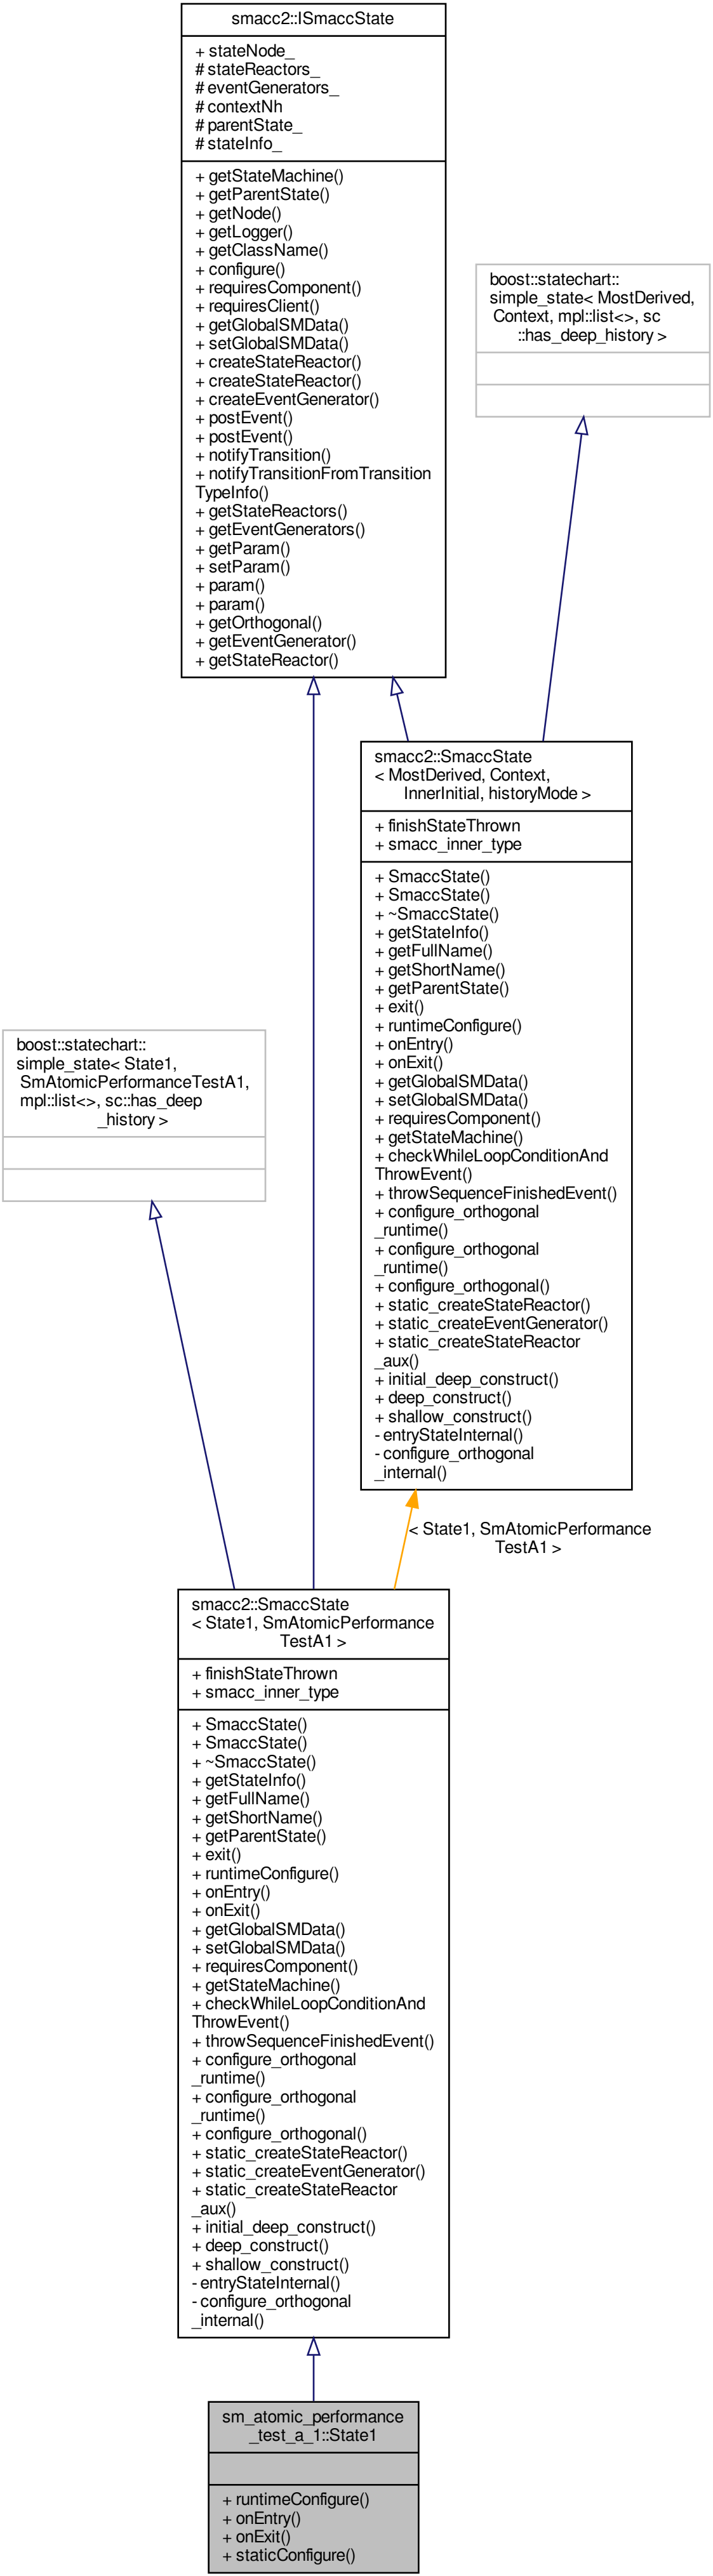 smacc2::ISmaccState
+ stateNode_
# stateReactors_
# eventGenerators_
# contextNh
# parentState_
# stateInfo_
+ getStateMachine()
+ getParentState()
+ getNode()
+ getLogger()
+ getClassName()
+ configure()
+ requiresComponent()
+ requiresClient()
+ getGlobalSMData()
+ setGlobalSMData()
+ createStateReactor()
+ createStateReactor()
+ createEventGenerator()
+ postEvent()
+ postEvent()
+ notifyTransition()
+ notifyTransitionFromTransition
TypeInfo()
+ getStateReactors()
+ getEventGenerators()
+ getParam()
+ setParam()
+ param()
+ param()
+ getOrthogonal()
+ getEventGenerator()
+ getStateReactor()
boost::statechart::
simple_state< MostDerived,
Context, mpl::list<>, sc
::has_deep_history >
smacc2::SmaccState
< MostDerived, Context,
InnerInitial, historyMode >
+ finishStateThrown
+ smacc_inner_type
+ SmaccState()
+ SmaccState()
+ ~SmaccState()
+ getStateInfo()
+ getFullName()
+ getShortName()
+ getParentState()
+ exit()
+ runtimeConfigure()
+ onEntry()
+ onExit()
+ getGlobalSMData()
+ setGlobalSMData()
+ requiresComponent()
+ getStateMachine()
+ checkWhileLoopConditionAnd
ThrowEvent()
+ throwSequenceFinishedEvent()
+ configure_orthogonal
_runtime()
+ configure_orthogonal
_runtime()
+ configure_orthogonal()
+ static_createStateReactor()
+ static_createEventGenerator()
+ static_createStateReactor
_aux()
+ initial_deep_construct()
+ deep_construct()
+ shallow_construct()
- entryStateInternal()
- configure_orthogonal
_internal()
boost::statechart::
simple_state< State1,
SmAtomicPerformanceTestA1,
mpl::list<>, sc::has_deep
_history >
< State1, SmAtomicPerformance
TestA1 >
smacc2::SmaccState
< State1, SmAtomicPerformance
TestA1 >
+ finishStateThrown
+ smacc_inner_type
+ SmaccState()
+ SmaccState()
+ ~SmaccState()
+ getStateInfo()
+ getFullName()
+ getShortName()
+ getParentState()
+ exit()
+ runtimeConfigure()
+ onEntry()
+ onExit()
+ getGlobalSMData()
+ setGlobalSMData()
+ requiresComponent()
+ getStateMachine()
+ checkWhileLoopConditionAnd
ThrowEvent()
+ throwSequenceFinishedEvent()
+ configure_orthogonal
_runtime()
+ configure_orthogonal
_runtime()
+ configure_orthogonal()
+ static_createStateReactor()
+ static_createEventGenerator()
+ static_createStateReactor
_aux()
+ initial_deep_construct()
+ deep_construct()
+ shallow_construct()
- entryStateInternal()
- configure_orthogonal
_internal()
sm_atomic_performance
_test_a_1::State1
+ runtimeConfigure()
+ onEntry()
+ onExit()
+ staticConfigure()